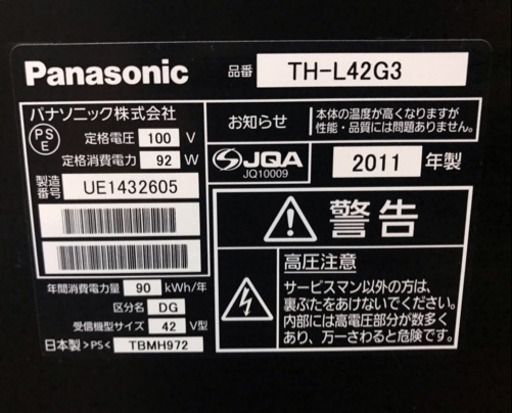 Panasonic
品番 TH-L42G3
パナソニック株式会社
PS
E
定格電圧 100 V
定格消費電力 92 W
製造
番号 UE1432605
年間消費電力量 90 kWh/年
区分名 DG
受信機型サイズ 42 V型
日本製 >PS< TBMH972
お知らせ
本体の温度が高くなりますが
性能・品質には問題ありません。
JQA
JQ10009
2011 年製
警告
高圧注意
サービスマン以外の方は、
裏ぶたをあけないでください。
内部には高電圧部分が数多く
あり、万一さわると危険です。